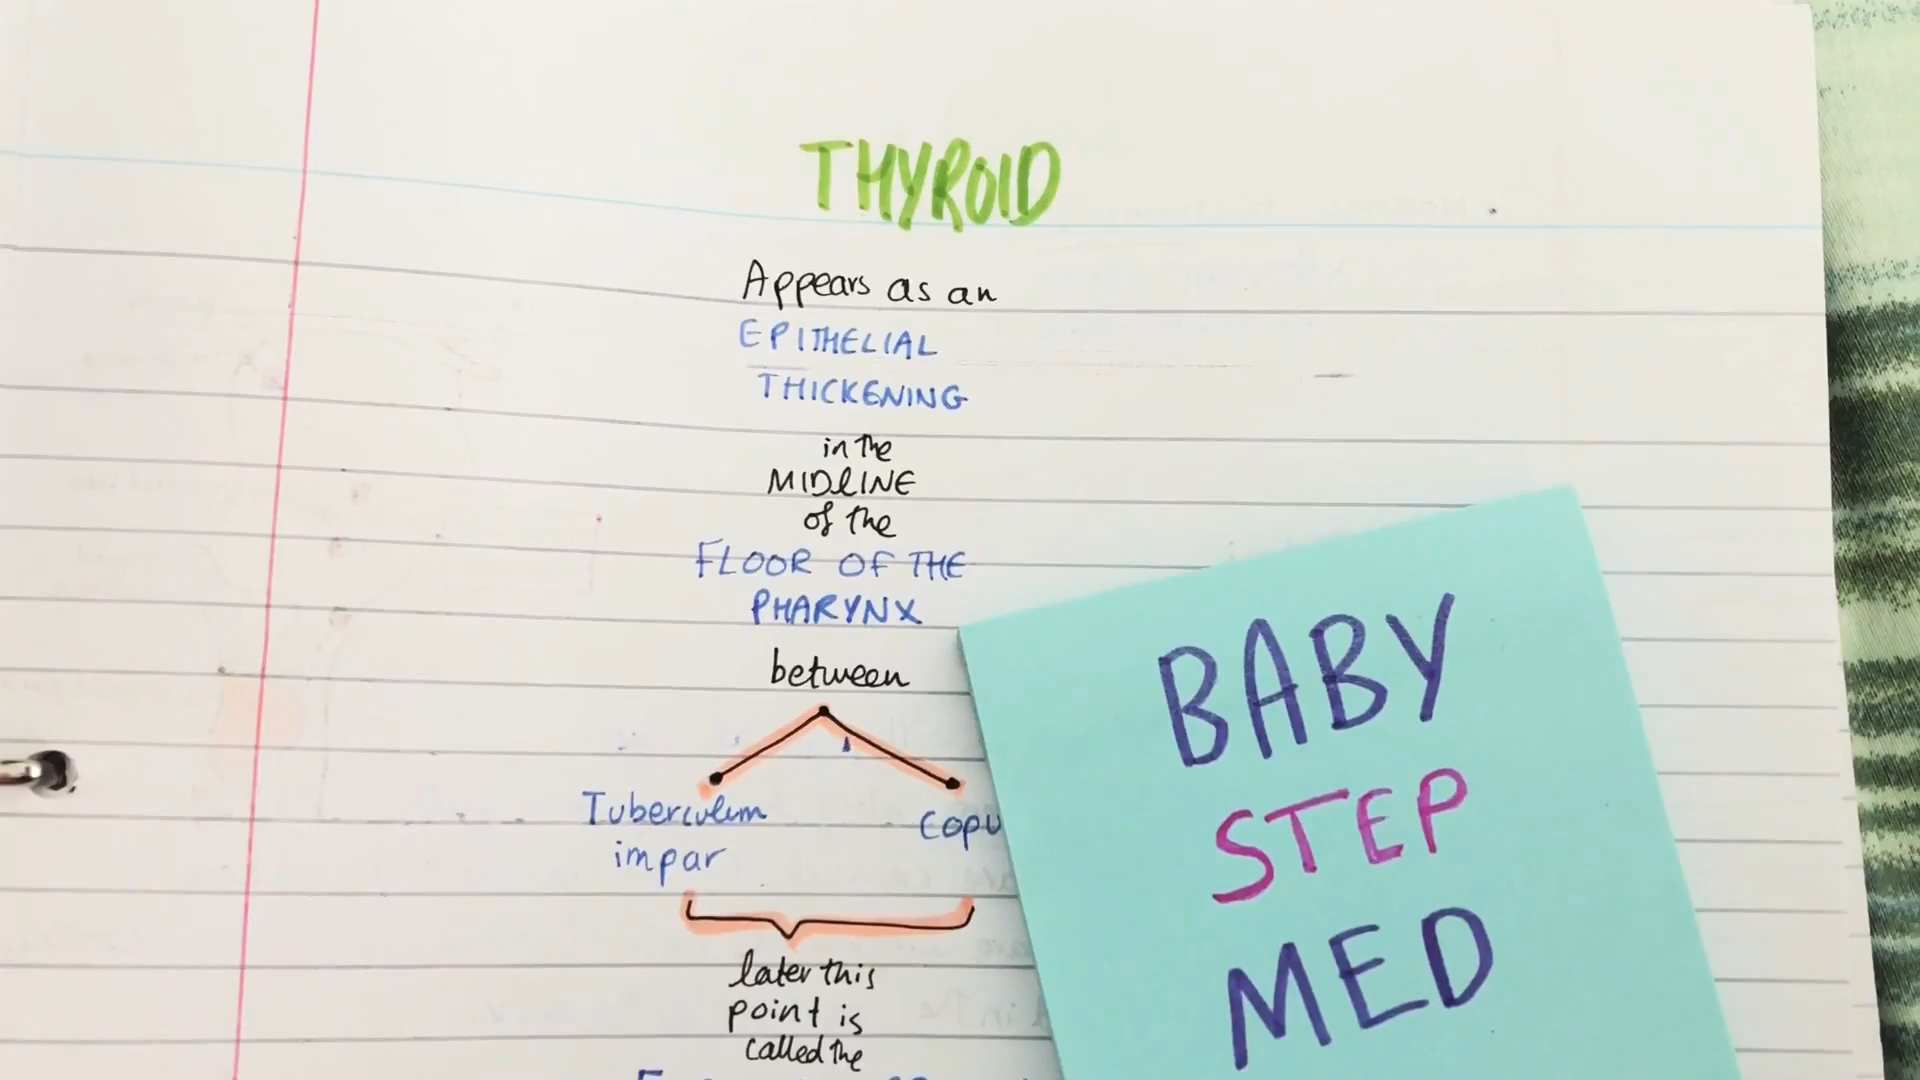 THYROID
Appears as an
EPITHELIAL
THICKENING
in the
MIDLINE
of the
FLOOR OF THE
PHARYNX
between
Tuberculum
impar
Copu
later this
point is
called the
BABY
STEP
MED